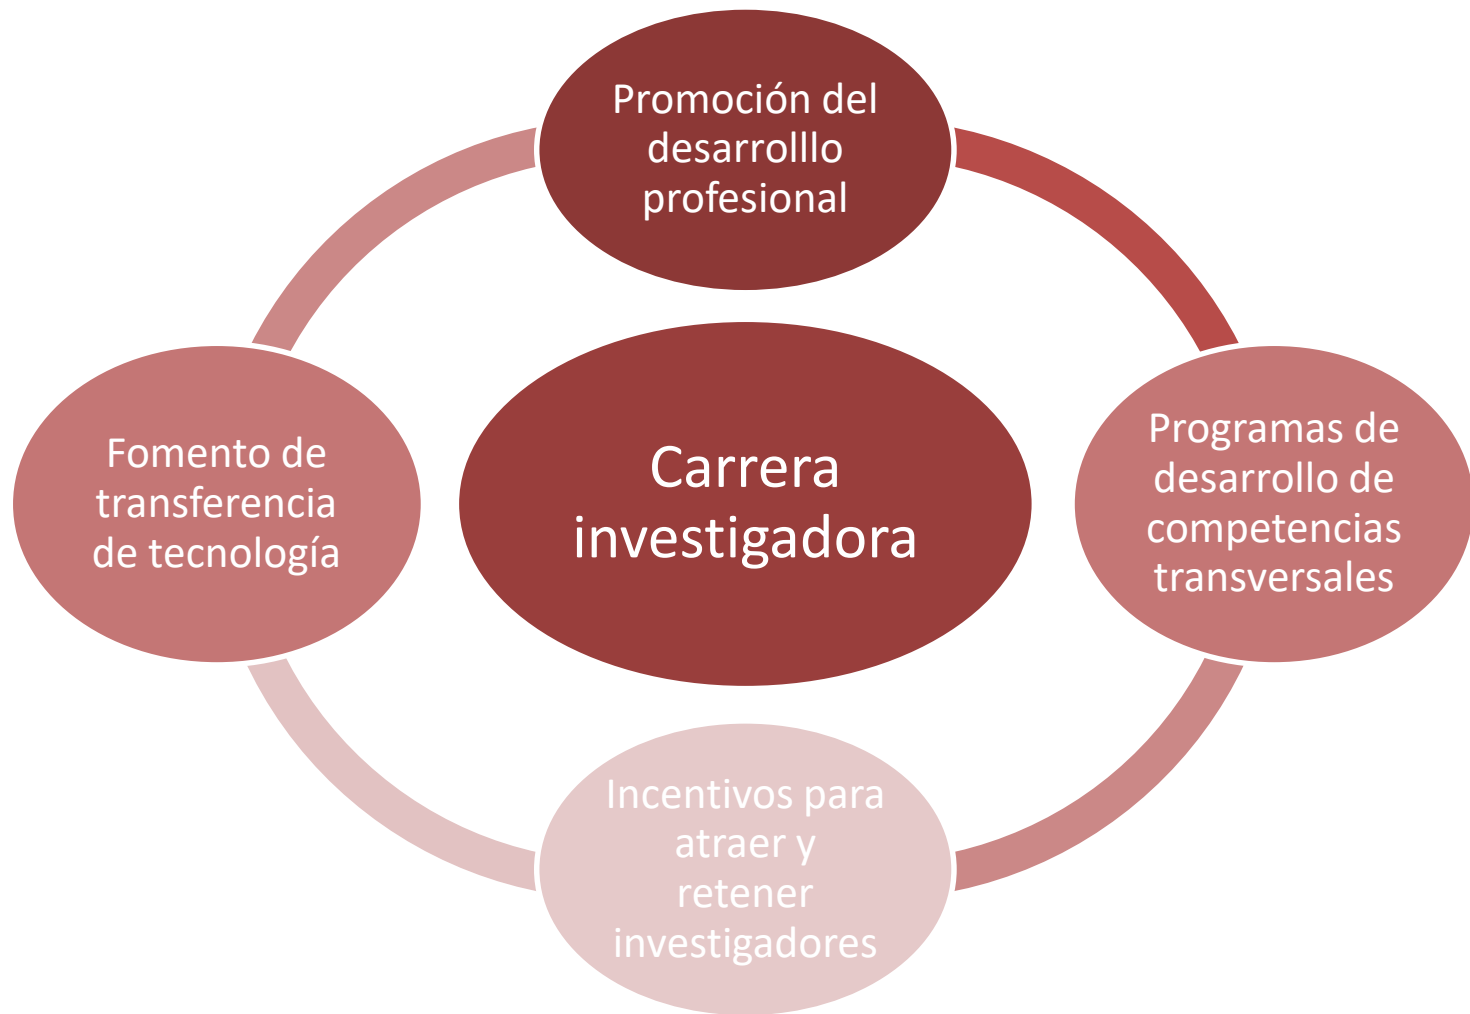 Promoción del
desarrolllo
profesional
Fomento de
transferencia
de tecnología
Carrera
investigadora
Programas de
desarrollo de
competencias
transversales
Incentivos para
atraer y
retener
investigadores